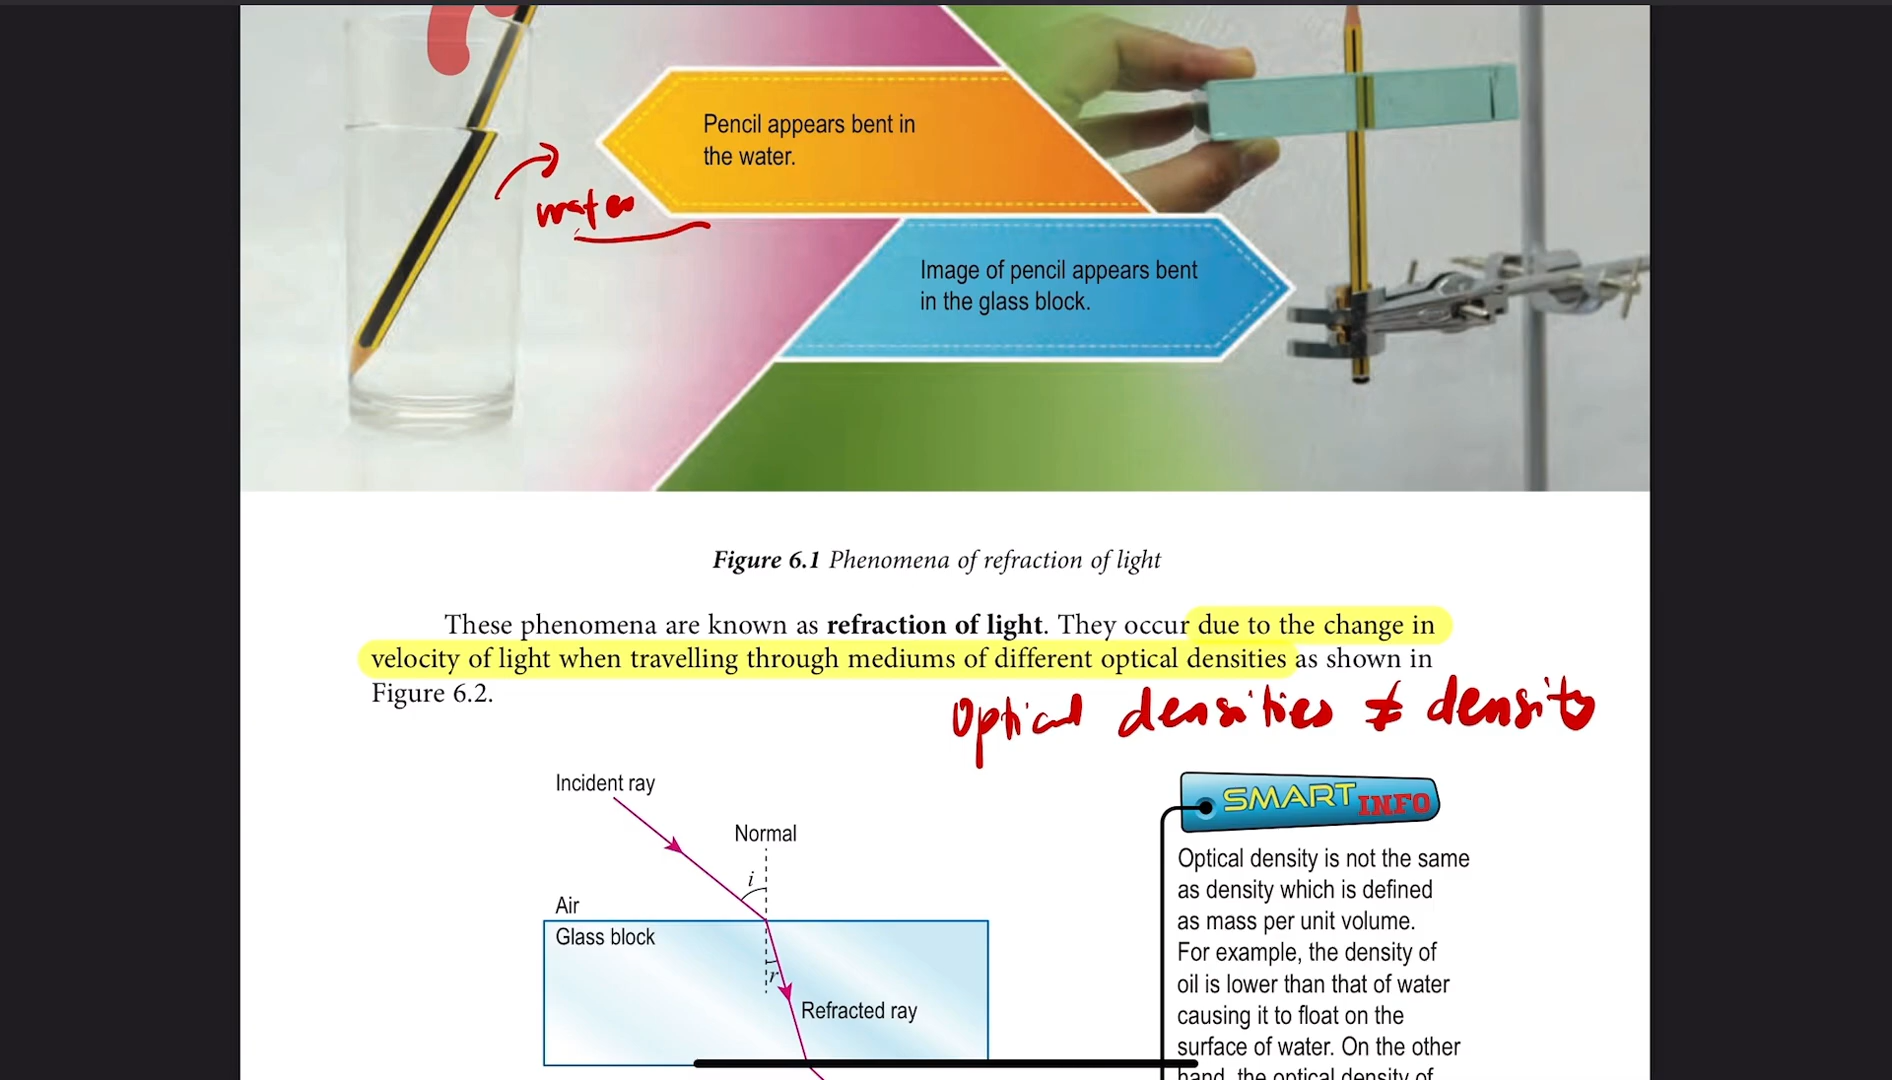 Pencil appears bent in
the water.
water
Image of pencil appears bent
in the glass block.
Figure 6.1 Phenomena of refraction of light
These phenomena are known as refraction of light. They occur due to the change in
velocity of light when travelling through mediums of different optical densities as shown in
Figure 6.2.
Optical densities ≠ density
Incident ray
Normal
i
Air
Glass block
r
Refracted ray
SMART INFO
Optical density is not the same
as density which is defined
as mass per unit volume.
For example, the density of
oil is lower than that of water
causing it to float on the
surface of water. On the other
hand, the optical density of